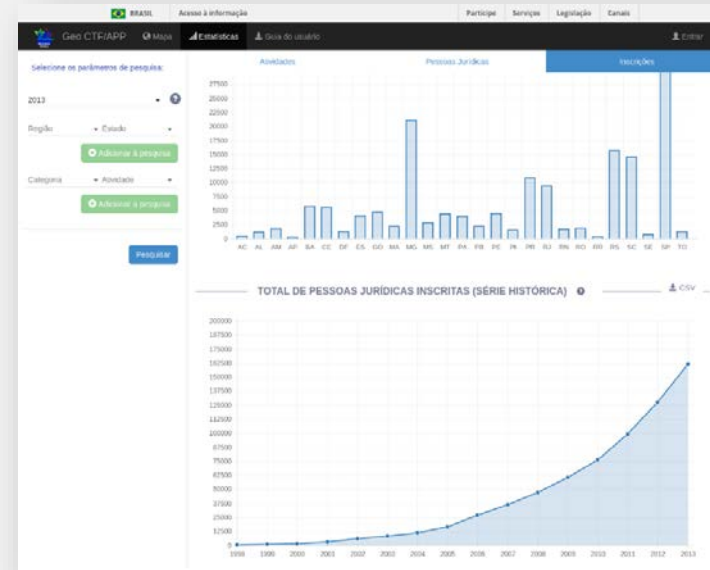 BRASIL Acesso à informação Participe Serviços Legislação Canais
Geo CTF/APP Mapa Estatísticas Guia do usuário Entrar
Selecione os parâmetros de pesquisa:
Atividades Pessoas Jurídicas Inscrições
2013
Região Estado
Adicionar à pesquisa
Categoria Atividade
Adicionar à pesquisa
Pesquisar
27500
25000
22500
20000
17500
15000
12500
10000
7500
5000
2500
0
AC AL AM AP BA CE DF ES GO MA MG MS MT PA PB PE PI PR RJ RN RO RR RS SC SE SP TO
TOTAL DE PESSOAS JURÍDICAS INSCRITAS (SÉRIE HISTÓRICA) CSV
200000
187500
175000
162500
150000
137500
125000
112500
100000
87500
75000
62500
50000
37500
25000
12500
0
1998 1999 2000 2001 2002 2003 2004 2005 2006 2007 2008 2009 2010 2011 2012 2013